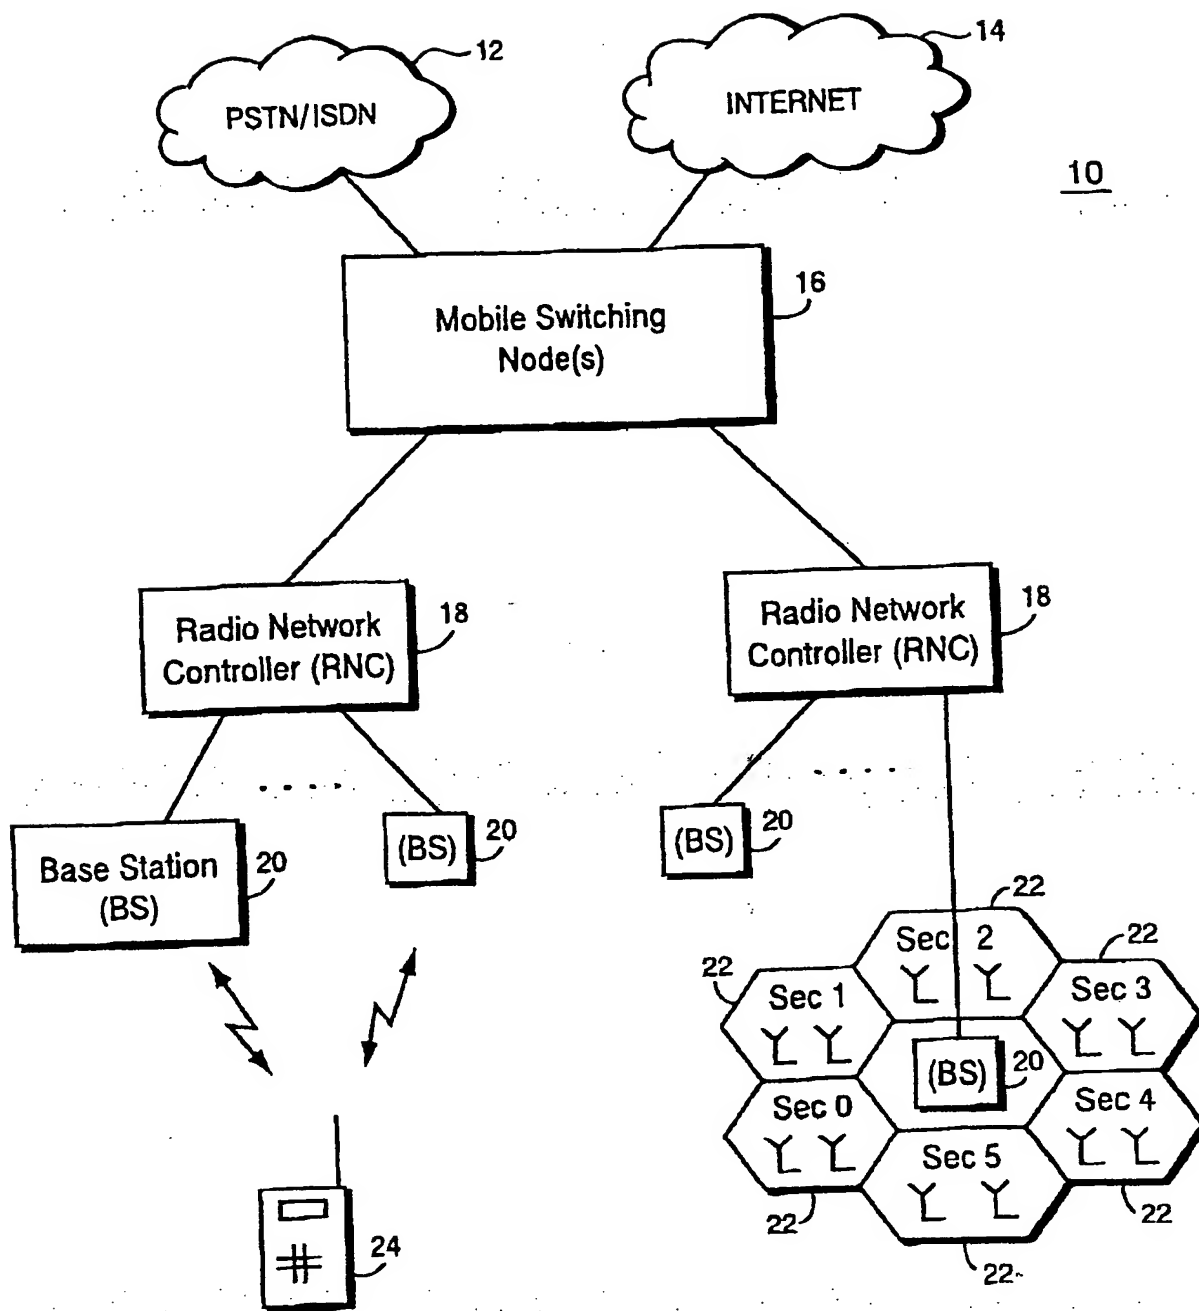 12
14
PSTN/ISDN
INTERNET
10
16
Mobile Switching
Node(s)
18
Radio Network
Controller (RNC)
18
Radio Network
Controller (RNC)
Base Station
(BS)
20
(BS)
20
(BS)
20
22
Sec 2
22
Sec 1
22
Sec 3
(BS)
20
Sec 0
Sec 4
Sec 5
22
22
22
24